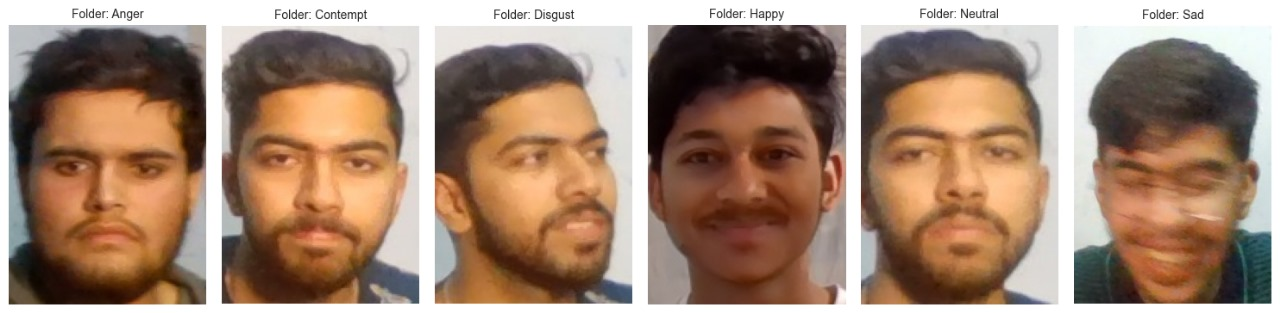 Folder: Anger
Folder: Contempt
Folder: Disgust
Folder: Happy
Folder: Neutral
Folder: Sad